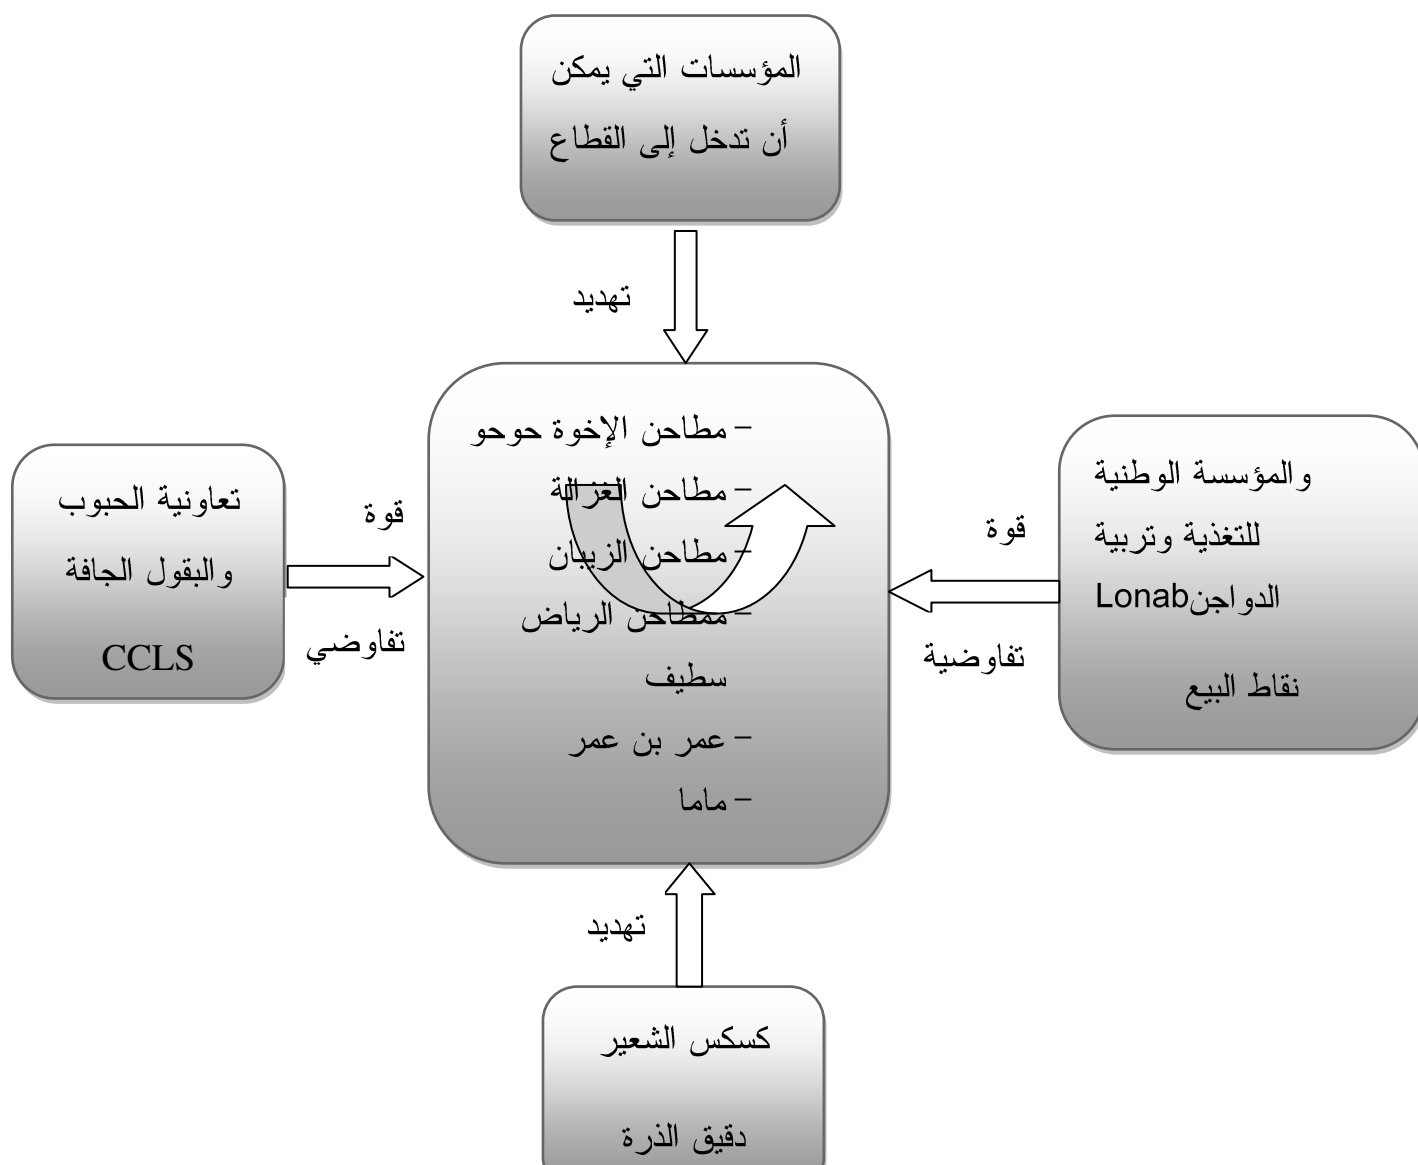 المؤسسات التي يمكن
أن تدخل إلى القطاع
تهديد
– مطاحن الإخوة حوحو
مطاحن الغزالة –
مطاحن الزيبان –
ممطاحن الرياض –
سطيف
– عمر بن عمر
– ماما
والمؤسسة الوطنية
للتغذية وتربية
الدواجنLonab
نقاط البيع
قوة
تفاوضية
تعاونية الحبوب
والبقول الجافة
CCLS
قوة
تفاوضي
تهديد
كسكس الشعير
دقيق الذرة